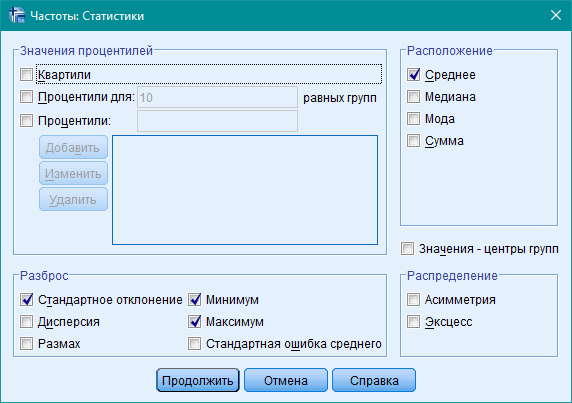 Частоты: Статистики
Значения процентилей
Квартили
Процентили для: 10 равных групп
Процентили:
Добавить
Изменить
Удалить
Расположение
Среднее
Медиана
Мода
Сумма
Значения - центры групп
Разброс
Стандартное отклонение
Минимум
Дисперсия
Максимум
Размах
Стандартная ошибка среднего
Распределение
Асимметрия
Эксцесс
Продолжить
Отмена
Справка